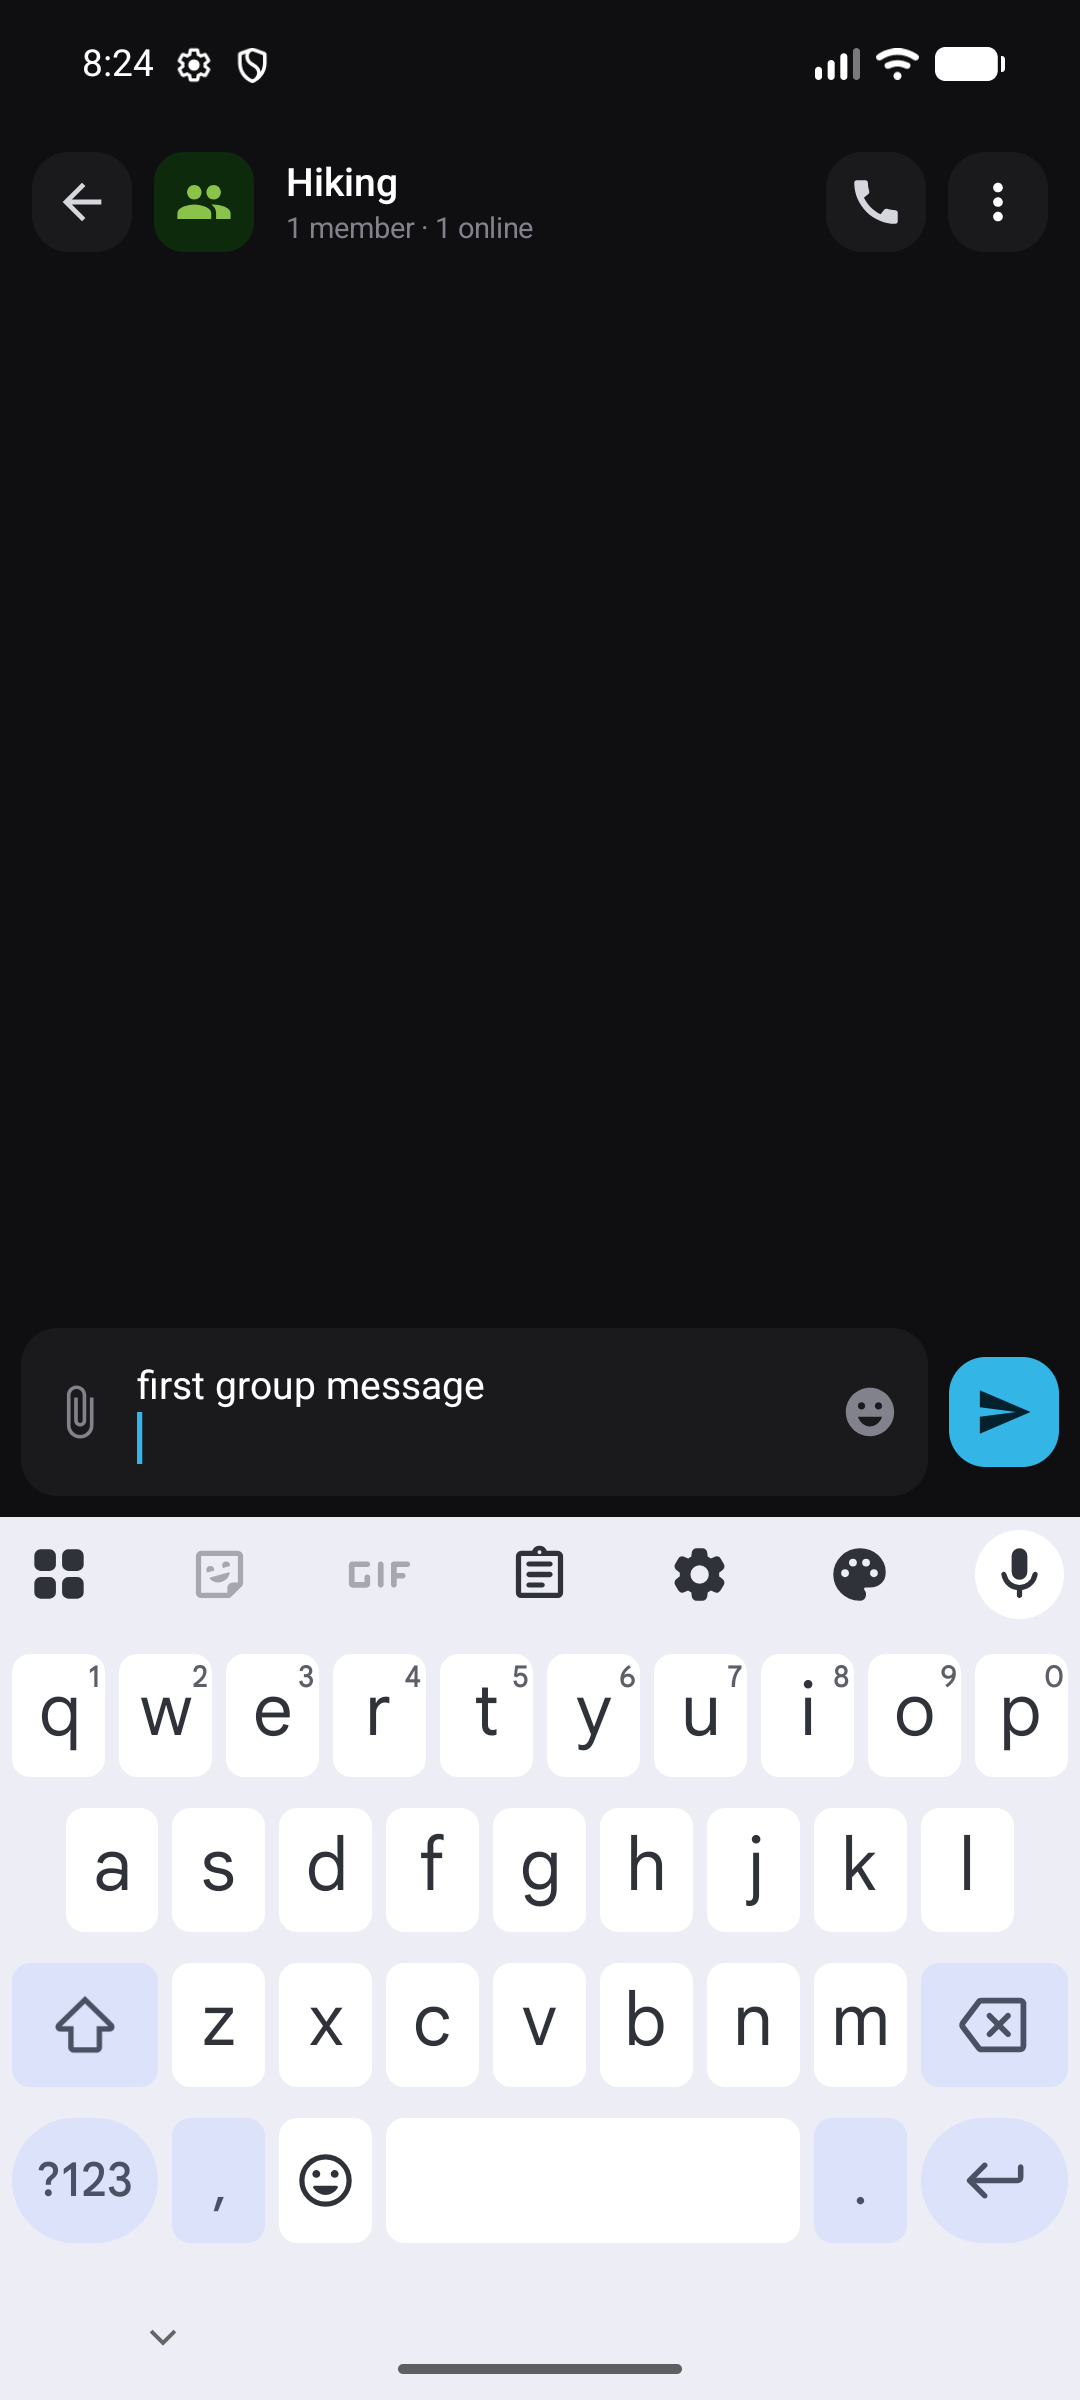 8:24
Hiking
1 member · 1 online
first group message
GIF
q 1 w 2 e 3 r 4 t 5 y 6 u 7 i 8 o 9 p 0
a s d f g h j k l
z x c v b n m
?123 , .